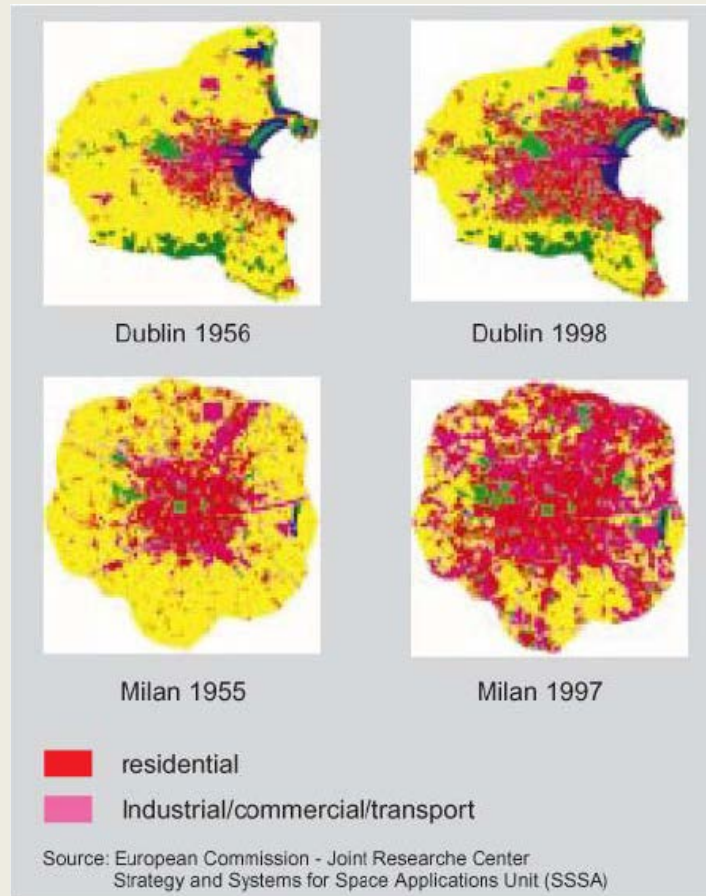 Dublin 1956
Dublin 1998
Milan 1955
Milan 1997
residential
Industrial/commercial/transport
Source: European Commission - Joint Researche Center
Strategy and Systems for Space Applications Unit (SSSA)